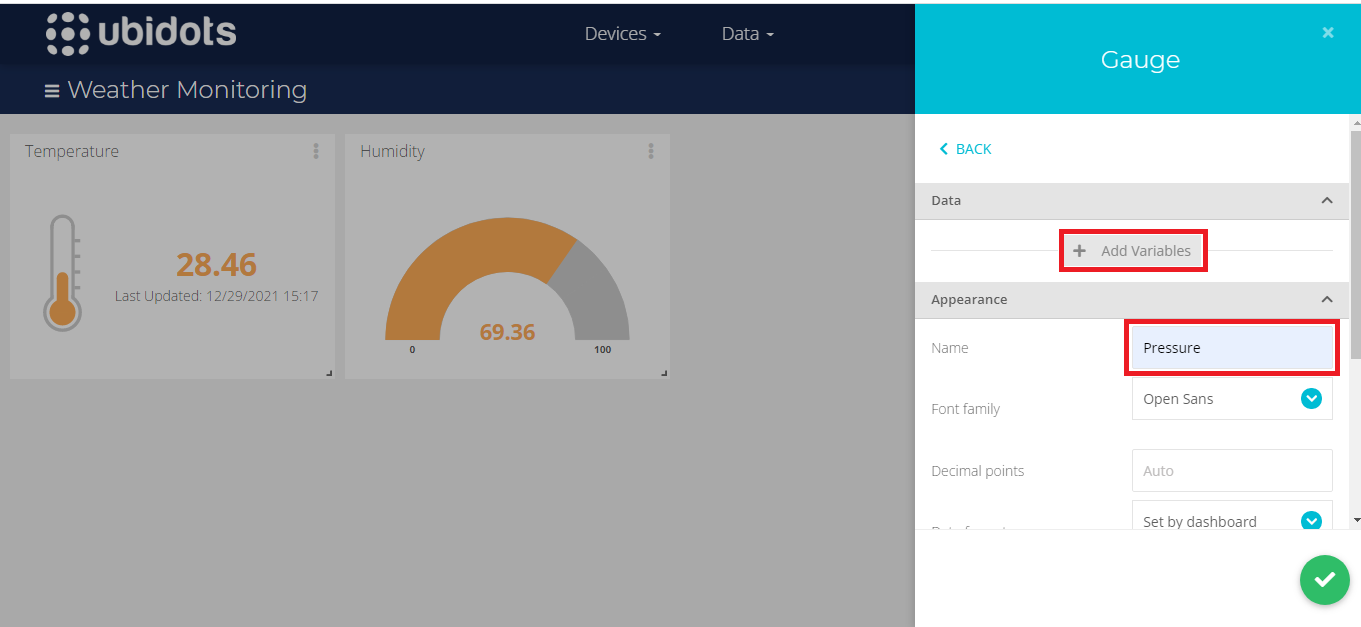 ubidots
Devices
Data
Weather Monitoring
Temperature
28.46
Last Updated: 12/29/2021 15:17
Humidity
69.36
0
100
Gauge
BACK
Data
Add Variables
Appearance
Name
Pressure
Font family
Open Sans
Decimal points
Auto
Set by dashboard